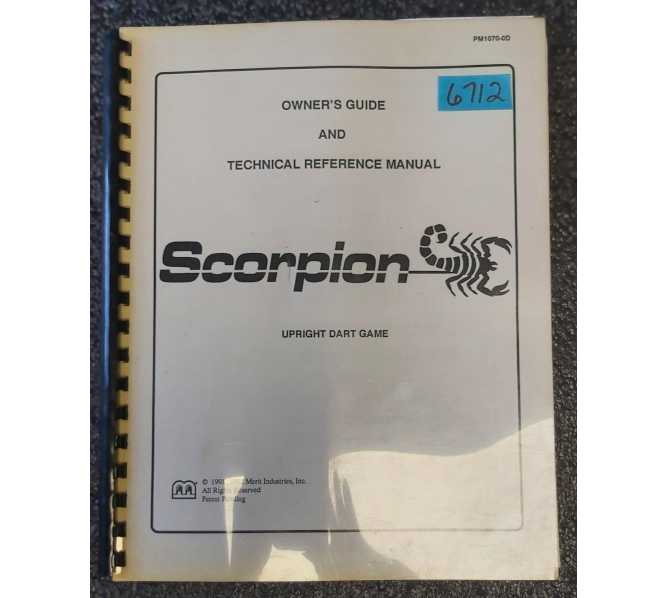 PM1070-0D
6712
OWNER'S GUIDE
AND
TECHNICAL REFERENCE MANUAL
Scorpion
UPRIGHT DART GAME
© Merit Industries, Inc.
All Rights Reserved
Patent Pending